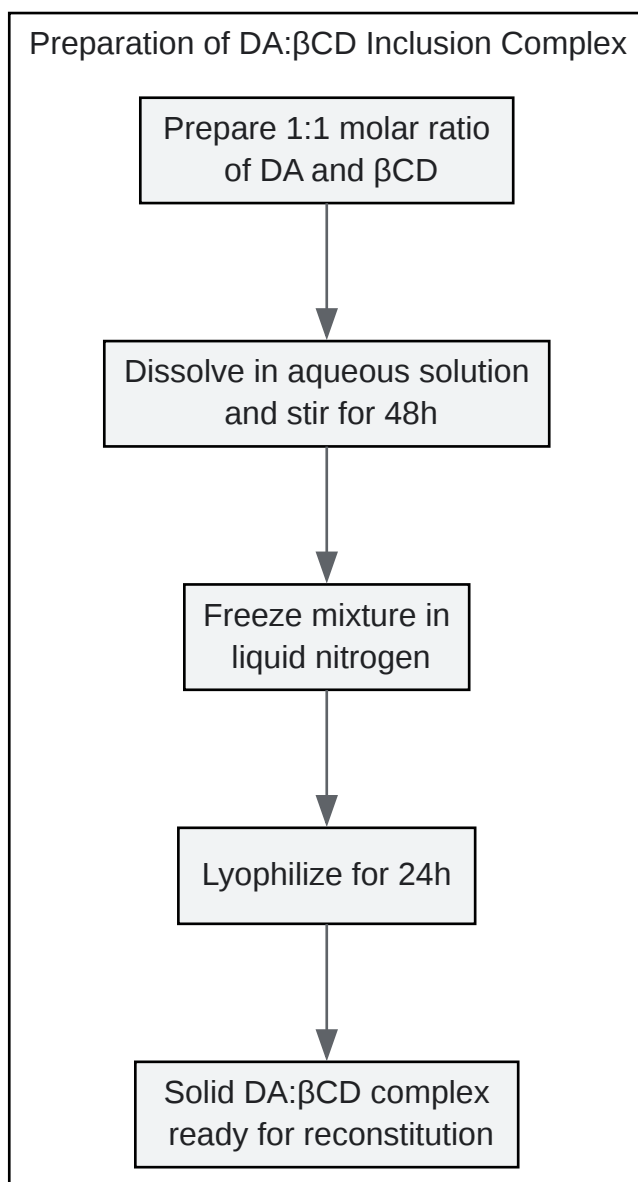 Preparation of DA:βCD Inclusion Complex
Prepare 1:1 molar ratio
of DA and βCD
Dissolve in aqueous solution
and stir for 48h
Freeze mixture in
liquid nitrogen
Lyophilize for 24h
Solid DA:βCD complex
ready for reconstitution